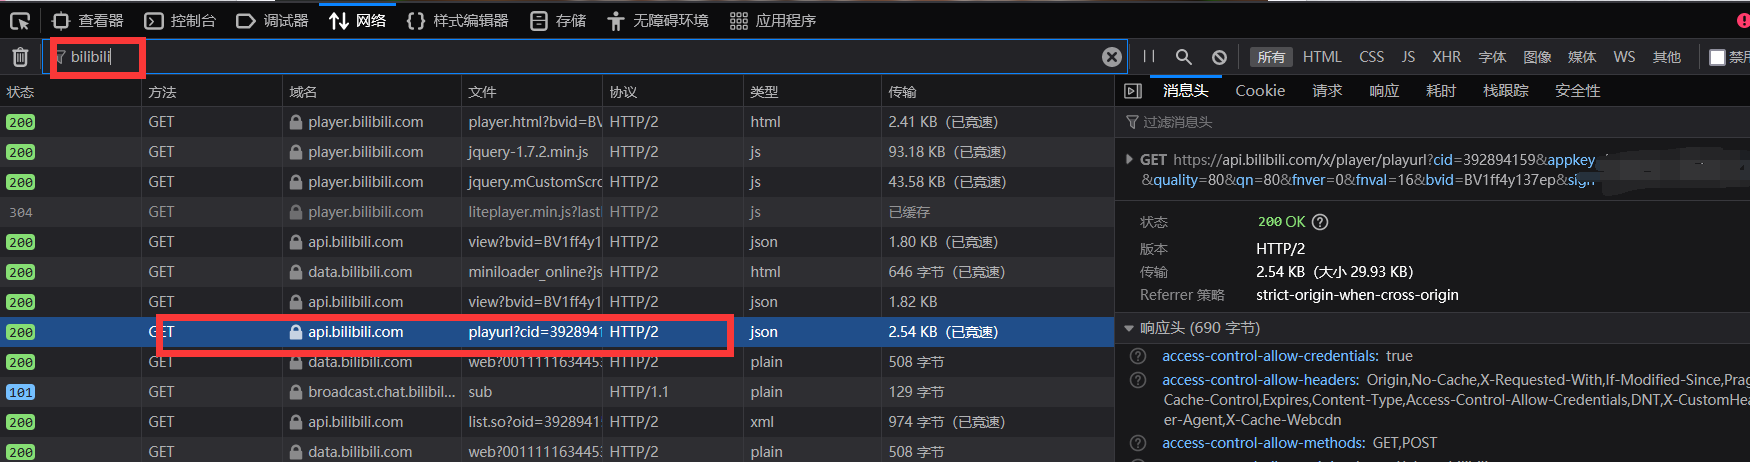 查看器 控制台 调试器 网络 {} 样式编辑器 存储 无障碍环境 应用程序
bilibili 所有 HTML CSS JS XHR 字体 图像 媒体 WS 其他 禁用
状态 方法 域名 文件 协议 类型 传输
200 GET player.bilibili.com player.html?bvid=BV HTTP/2 html 2.41 KB（已竞速）
200 GET player.bilibili.com jquery-1.7.2.min.js HTTP/2 js 93.18 KB（已竞速）
200 GET player.bilibili.com jquery.mCustomScro HTTP/2 js 43.58 KB（已竞速）
304 GET player.bilibili.com liteplayer.min.js?last HTTP/2 js 已缓存
200 GET api.bilibili.com view?bvid=BV1ff4y1 HTTP/2 json 1.80 KB（已竞速）
200 GET data.bilibili.com miniloader_online?js HTTP/2 html 646 字节（已竞速）
200 GET api.bilibili.com view?bvid=BV1ff4y1 HTTP/2 json 1.82 KB
200 GET api.bilibili.com playurl?cid=3928941 HTTP/2 json 2.54 KB（已竞速）
200 GET data.bilibili.com web?0011111634453 HTTP/2 plain 508 字节
101 GET broadcast.chat.bilibil... sub HTTP/1.1 plain 129 字节
200 GET api.bilibili.com list.so?oid=3928941 HTTP/2 xml 974 字节（已竞速）
200 GET data.bilibili.com web?0011111634453 HTTP/2 plain 508 字节
消息头 Cookie 请求 响应 耗时 栈跟踪 安全性
过滤消息头
GET https://api.bilibili.com/x/player/playurl?cid=392894159&appkey
&quality=80&qn=80&fnver=0&fnval=16&bvid=BV1ff4y137ep&sign
状态 200 OK
版本 HTTP/2
传输 2.54 KB（大小 29.93 KB）
Referrer 策略 strict-origin-when-cross-origin
响应头 (690 字节)
access-control-allow-credentials: true
access-control-allow-headers: Origin,No-Cache,X-Requested-With,If-Modified-Since,Prag
Cache-Control,Expires,Content-Type,Access-Control-Allow-Credentials,DNT,X-CustomHea
er-Agent,X-Cache-Webcdn
access-control-allow-methods: GET,POST